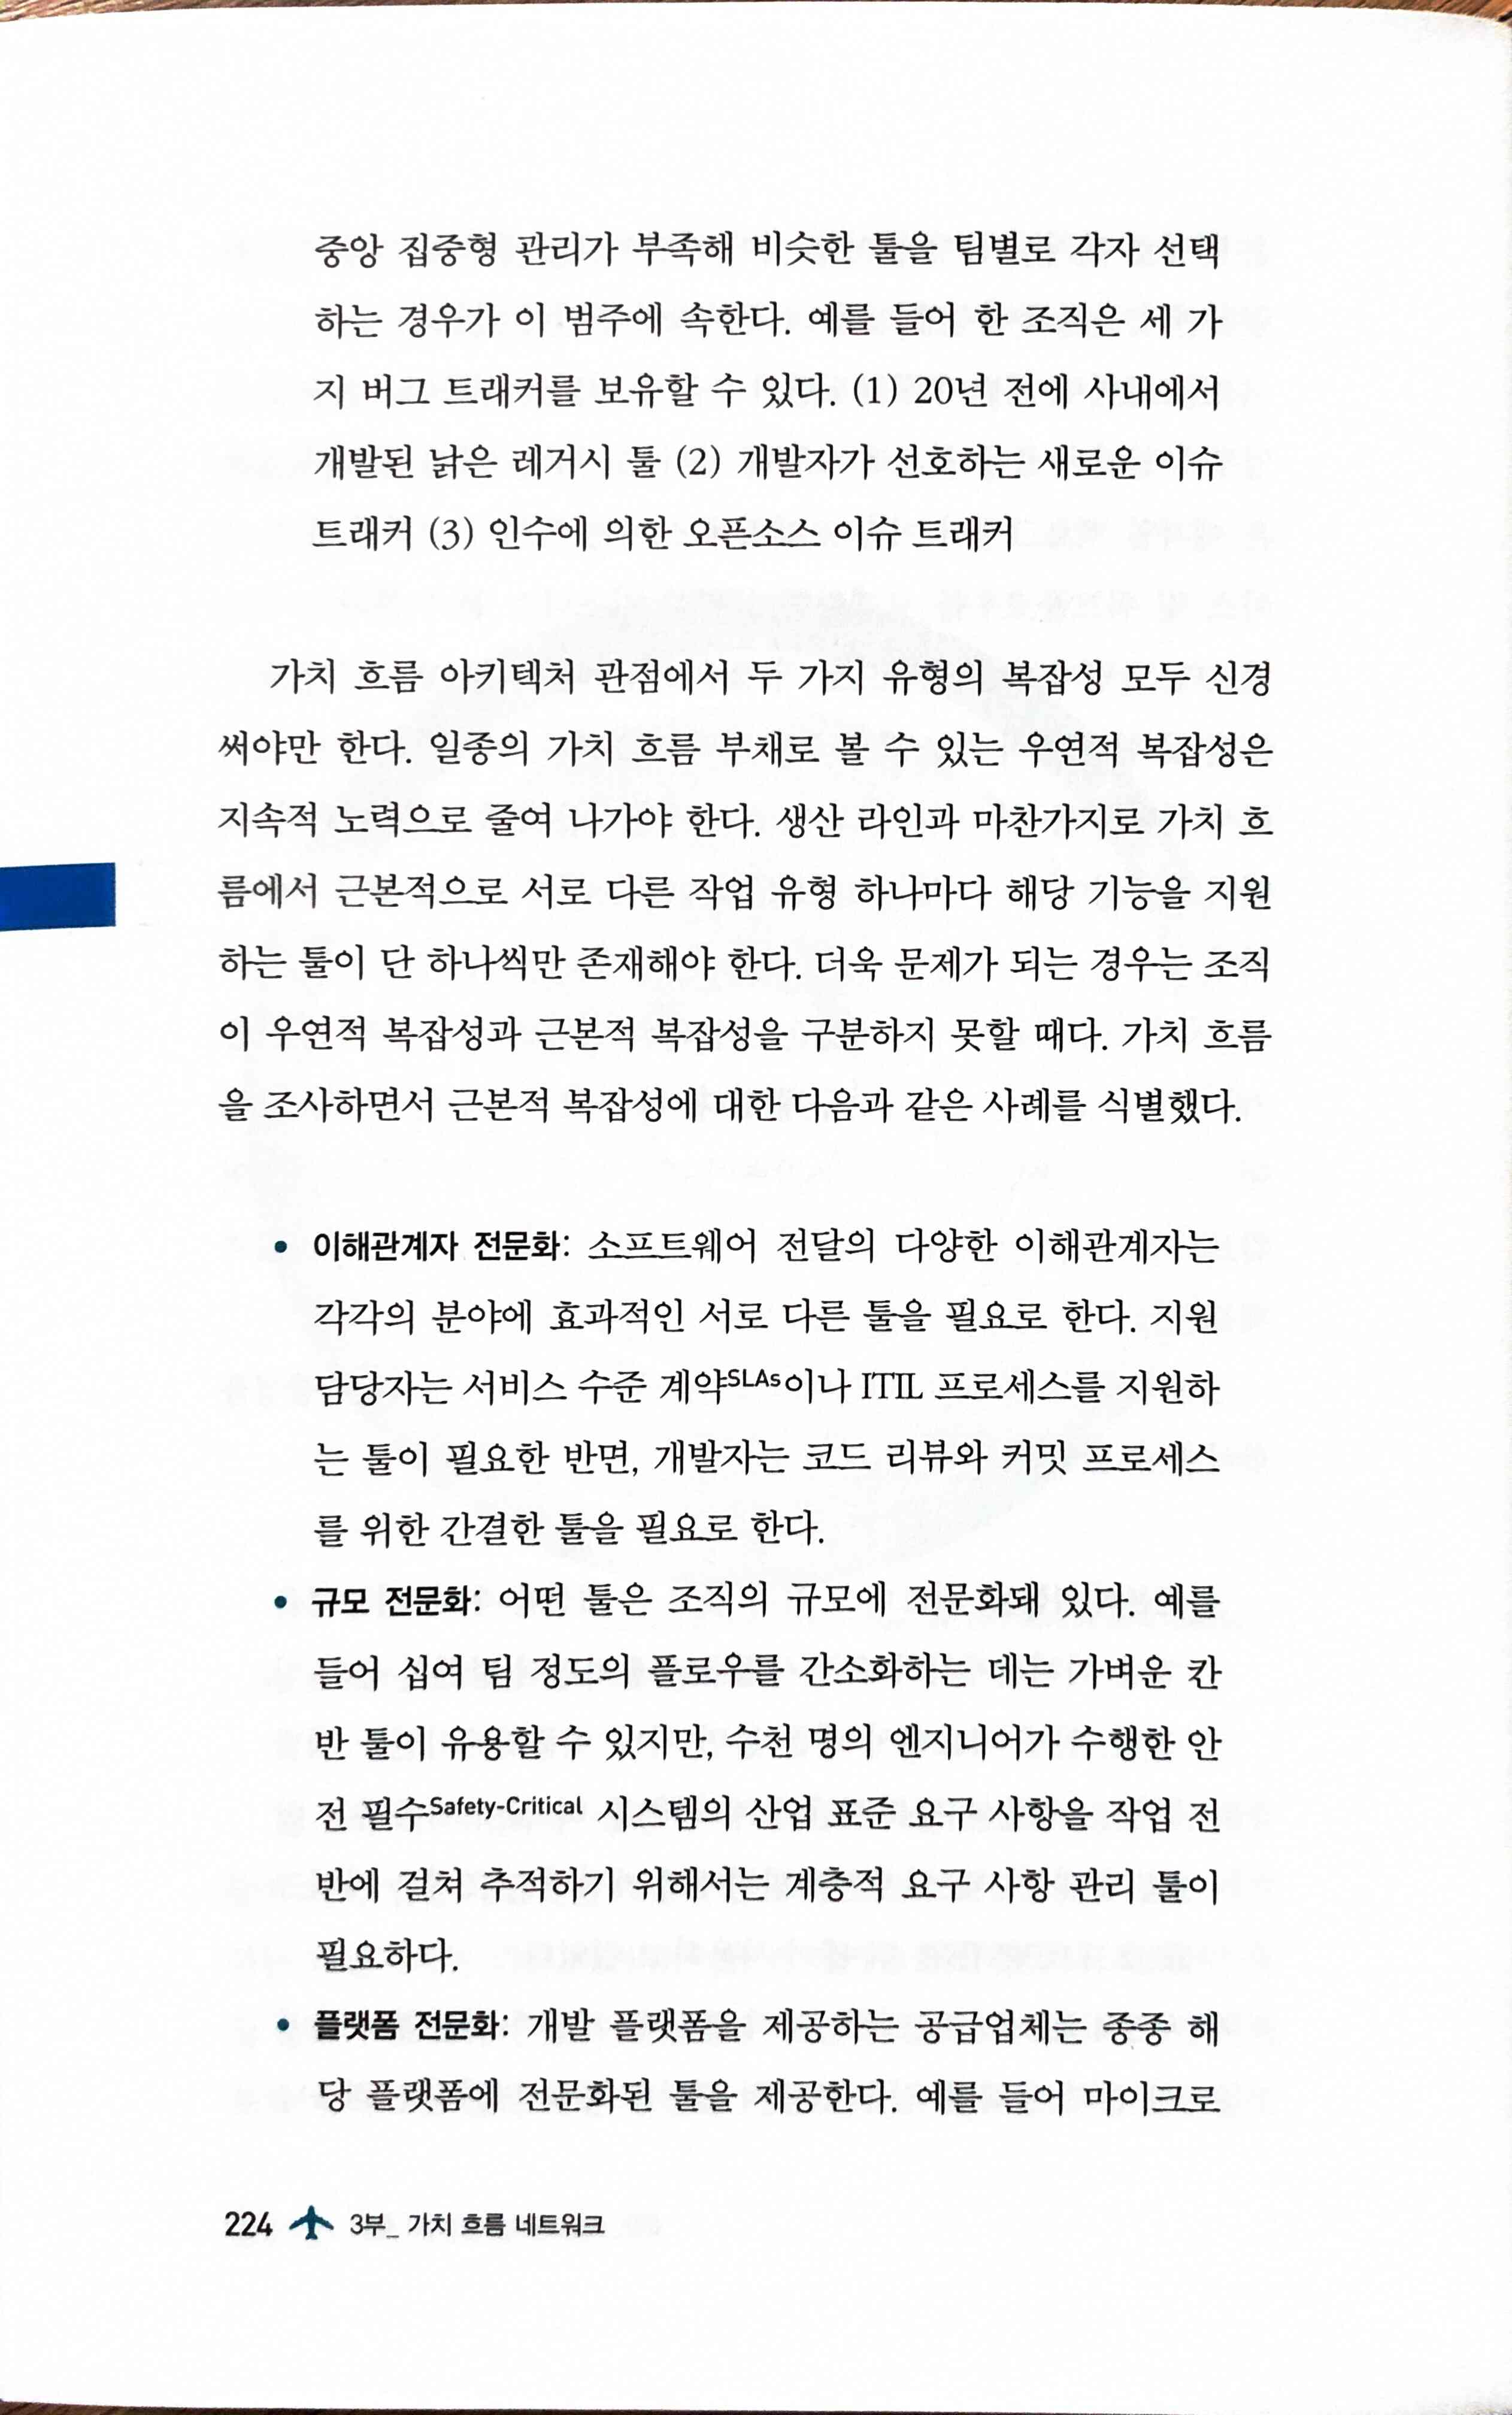 중앙 집중형 관리가 부족해 비슷한 툴을 팀별로 각자 선택
하는 경우가 이 범주에 속한다. 예를 들어 한 조직은 세 가
지 버그 트래커를 보유할 수 있다. (1) 20년 전에 사내에서
개발된 낡은 레거시 툴 (2) 개발자가 선호하는 새로운 이슈
트래커 (3) 인수에 의한 오픈소스 이슈 트래커
가치 흐름 아키텍처 관점에서 두 가지 유형의 복잡성 모두 신경
써야만 한다. 일종의 가치 흐름 부채로 볼 수 있는 우연적 복잡성은
지속적 노력으로 줄여 나가야 한다. 생산 라인과 마찬가지로 가치 흐
름에서 근본적으로 서로 다른 작업 유형 하나마다 해당 기능을 지원
하는 툴이 단 하나씩만 존재해야 한다. 더욱 문제가 되는 경우는 조직
이 우연적 복잡성과 근본적 복잡성을 구분하지 못할 때다. 가치 흐름
을 조사하면서 근본적 복잡성에 대한 다음과 같은 사례를 식별했다.
• 이해관계자 전문화: 소프트웨어 전달의 다양한 이해관계자는
각각의 분야에 효과적인 서로 다른 툴을 필요로 한다. 지원
담당자는 서비스 수준 계약SLAs이나 ITIL 프로세스를 지원하
는 툴이 필요한 반면, 개발자는 코드 리뷰와 커밋 프로세스
를 위한 간결한 툴을 필요로 한다.
• 규모 전문화: 어떤 툴은 조직의 규모에 전문화돼 있다. 예를
들어 십여 팀 정도의 플로우를 간소화하는 데는 가벼운 칸
반 툴이 유용할 수 있지만, 수천 명의 엔지니어가 수행한 안
전 필수Safety-Critical 시스템의 산업 표준 요구 사항을 작업 전
반에 걸쳐 추적하기 위해서는 계층적 요구 사항 관리 툴이
필요하다.
• 플랫폼 전문화: 개발 플랫폼을 제공하는 공급업체는 종종 해
당 플랫폼에 전문화된 툴을 제공한다. 예를 들어 마이크로
224 3부_ 가치 흐름 네트워크